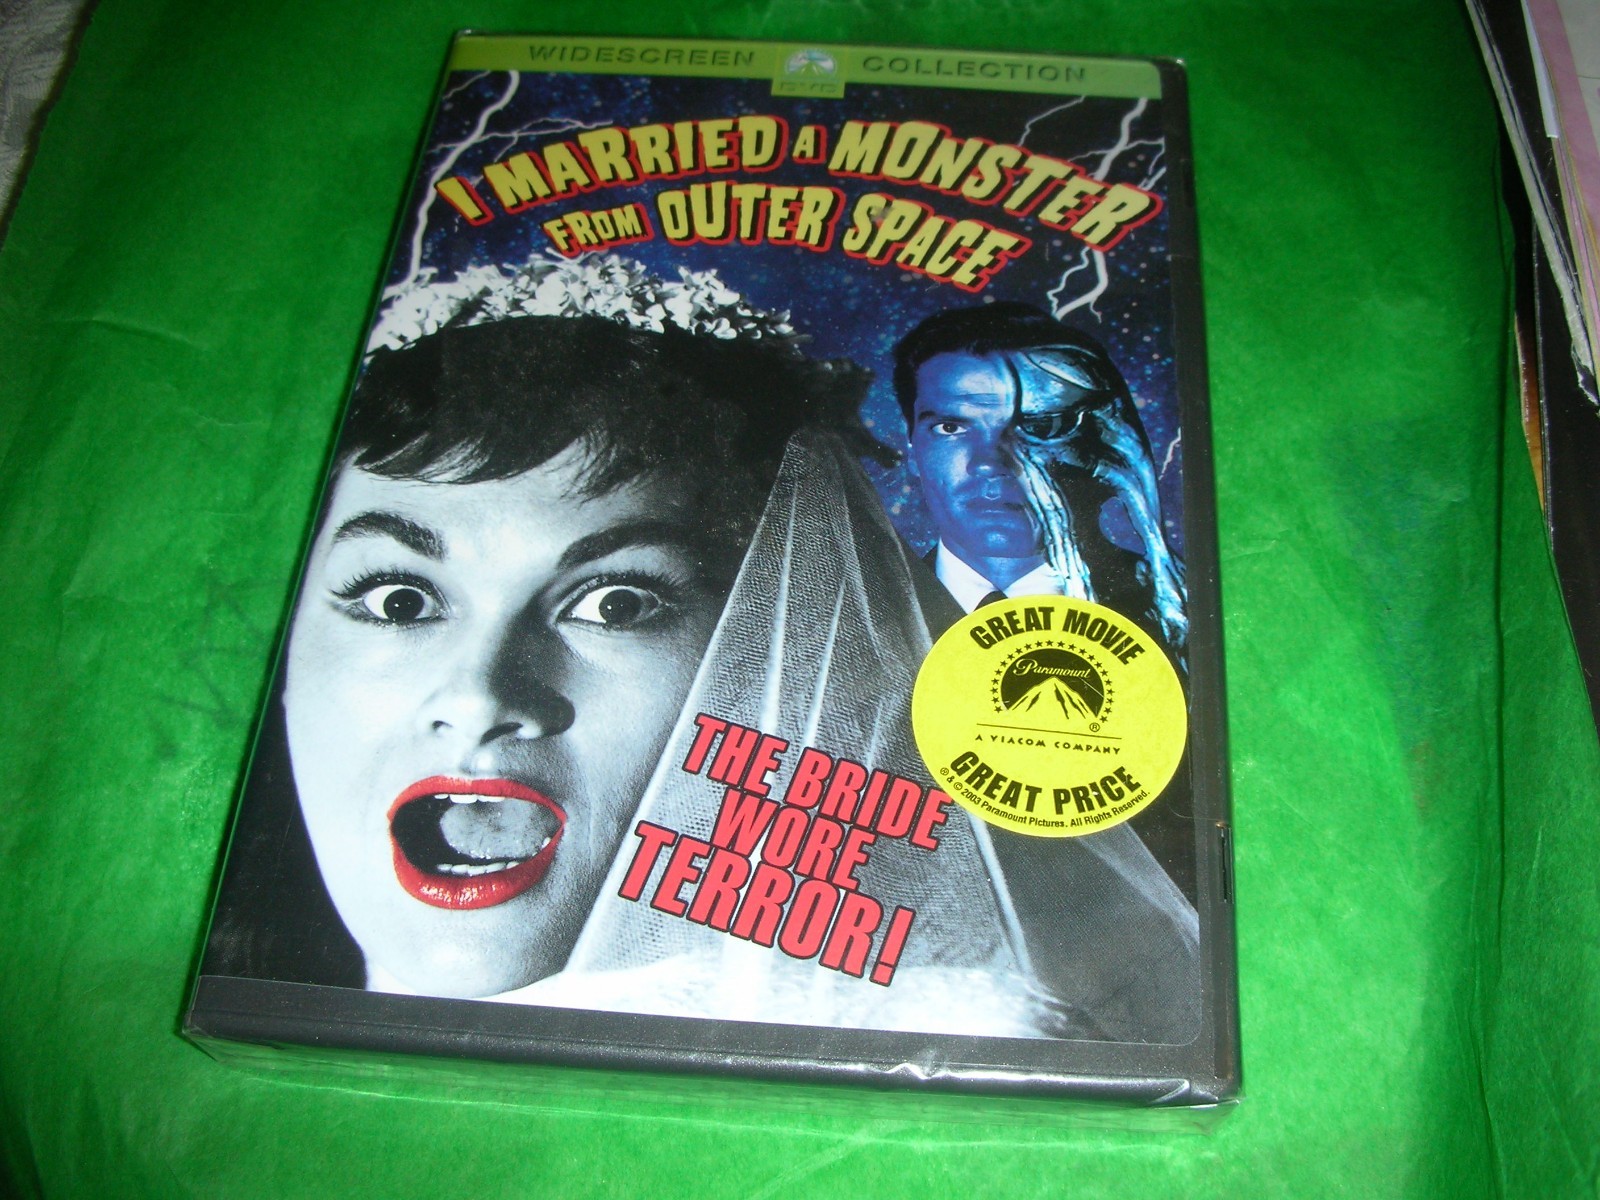 WIDESCREEN COLLECTION
DVD
I MARRIED A MONSTER
FROM OUTER SPACE
GREAT MOVIE
Paramount
®
A VIACOM COMPANY
GREAT PRICE
® & © 2003 Paramount Pictures. All Rights Reserved.
THE BRIDE
WORE
TERROR!